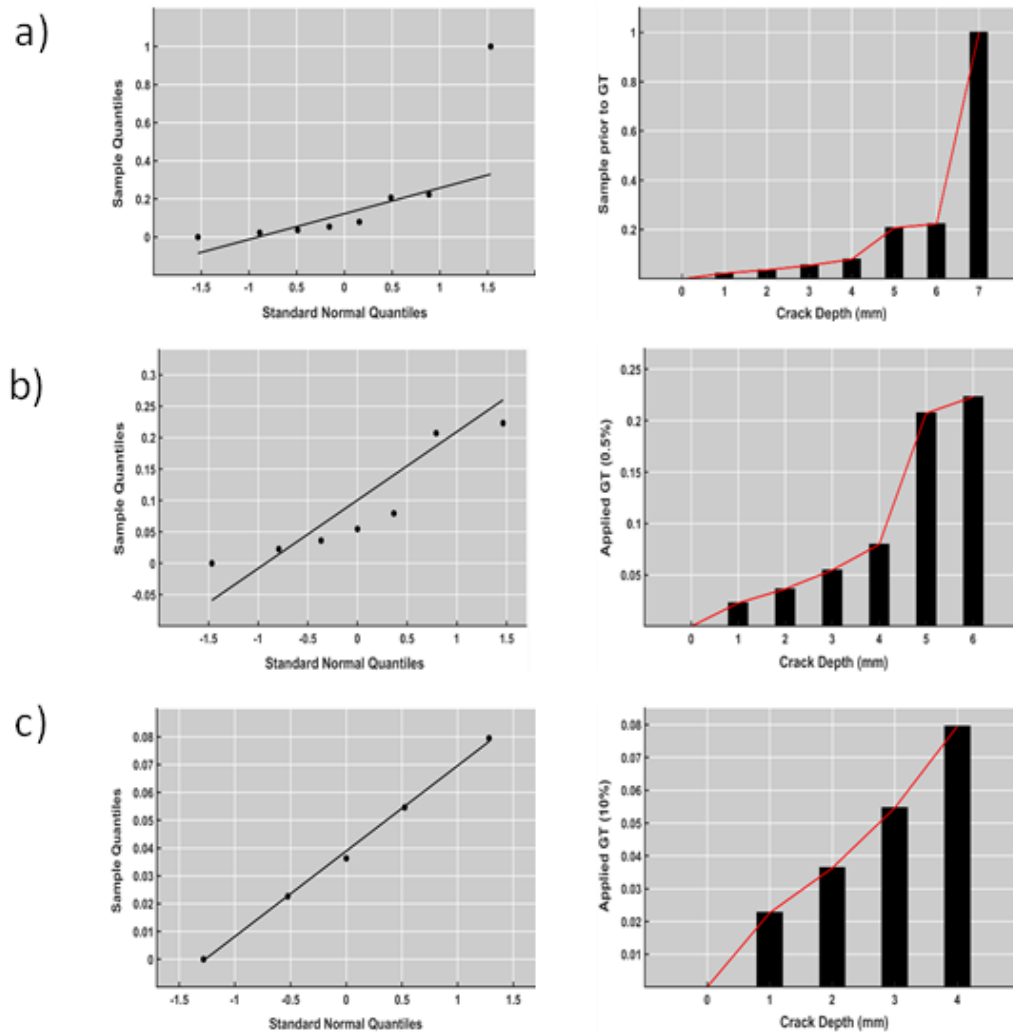 a)
Sample Quantiles
1
0.8
0.6
0.4
0.2
0
-1.5 -1 -0.5 0 0.5 1 1.5
Standard Normal Quantiles
Sample prior to GT
1
0.8
0.6
0.4
0.2
0 1 2 3 4 5 6 7
Crack Depth (mm)
b)
Sample Quantiles
0.3
0.25
0.2
0.15
0.1
0.05
0
-0.05
-1.5 -1 -0.5 0 0.5 1 1.5
Standard Normal Quantiles
Applied GT (0.5%)
0.25
0.2
0.15
0.1
0.05
0 1 2 3 4 5 6
Crack Depth (mm)
c)
Sample Quantiles
0.08
0.07
0.06
0.05
0.04
0.03
0.02
0.01
0
-1.5 -1 -0.5 0 0.5 1 1.5
Standard Normal Quantiles
Applied GT (10%)
0.08
0.07
0.06
0.05
0.04
0.03
0.02
0.01
0 1 2 3 4
Crack Depth (mm)